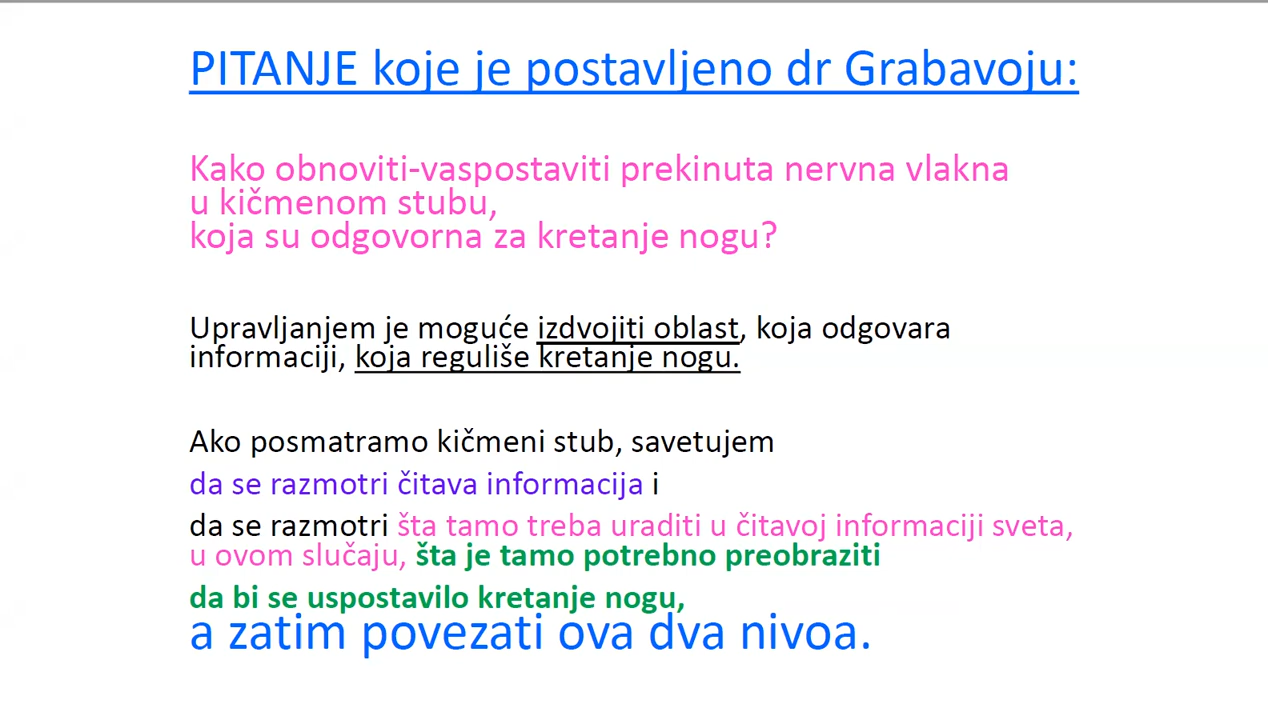 PITANJE koje je postavljeno dr Grabavoju:
Kako obnoviti-vaspostaviti prekinuta nervna vlakna
u kičmenom stubu,
koja su odgovorna za kretanje nogu?
Upravljanjem je moguće izdvojiti oblast, koja odgovara
informaciji, koja reguliše kretanje nogu.
Ako posmatramo kičmeni stub, savetujem
da se razmotri čitava informacija i
da se razmotri šta tamo treba uraditi u čitavoj informaciji sveta,
u ovom slučaju, šta je tamo potrebno preobraziti
da bi se uspostavilo kretanje nogu,
a zatim povezati ova dva nivoa.